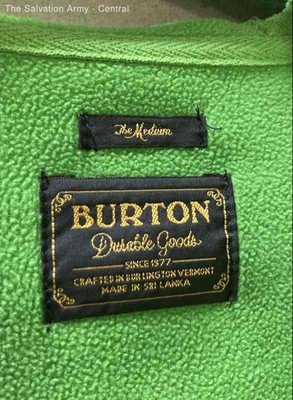 The Salvation Army - Central
The Medium
BURTON
Durable Goods
SINCE 1977
CRAFTED IN BURLINGTON VERMONT
MADE IN SRI LANKA